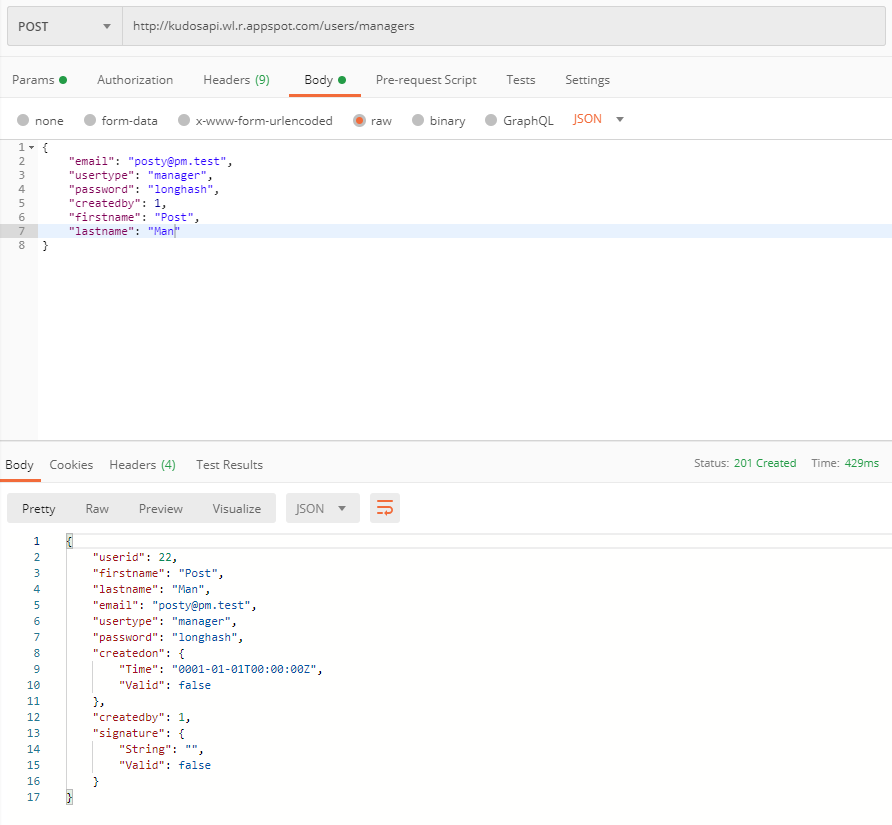 POST http://kudosapi.wl.r.appspot.com/users/managers
Params Authorization Headers (9) Body Pre-request Script Tests Settings
none form-data x-www-form-urlencoded raw binary GraphQL JSON
1 {
2 "email": "posty@pm.test",
3 "usertype": "manager",
4 "password": "longhash",
5 "createdby": 1,
6 "firstname": "Post",
7 "lastname": "Man"
8 }
Body Cookies Headers (4) Test Results Status: 201 Created Time: 429ms
Pretty Raw Preview Visualize JSON
1 {
2 "userid": 22,
3 "firstname": "Post",
4 "lastname": "Man",
5 "email": "posty@pm.test",
6 "usertype": "manager",
7 "password": "longhash",
8 "createdon": {
9 "Time": "0001-01-01T00:00:00Z",
10 "Valid": false
11 },
12 "createdby": 1,
13 "signature": {
14 "String": "",
15 "Valid": false
16 }
17 }